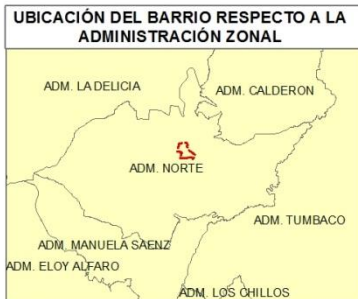 UBICACIÓN DEL BARRIO RESPECTO A LA
ADMINISTRACIÓN ZONAL
ADM. LA DELICIA
ADM. CALDERON
ADM. NORTE
ADM. TUMBACO
ADM. MANUELA SAENZ
ADM. ELOY ALFARO
ADM. LOS CHILLOS